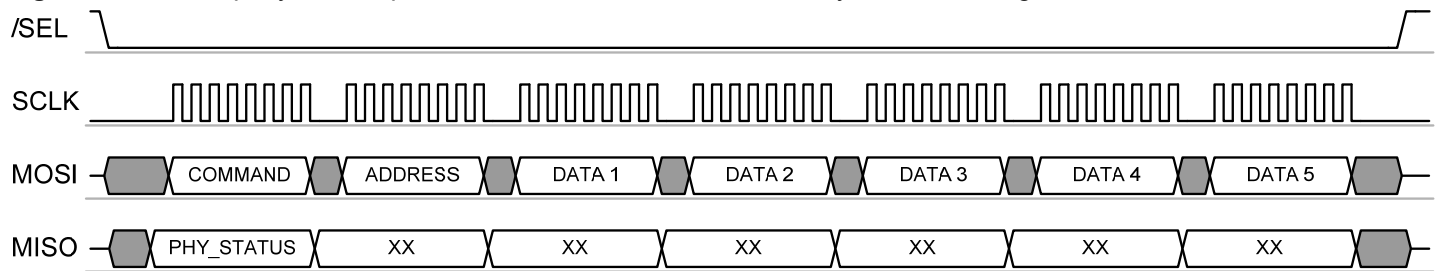 /SEL
SCLK
MOSI COMMAND ADDRESS DATA 1 DATA 2 DATA 3 DATA 4 DATA 5
MISO PHY_STATUS XX XX XX XX XX XX